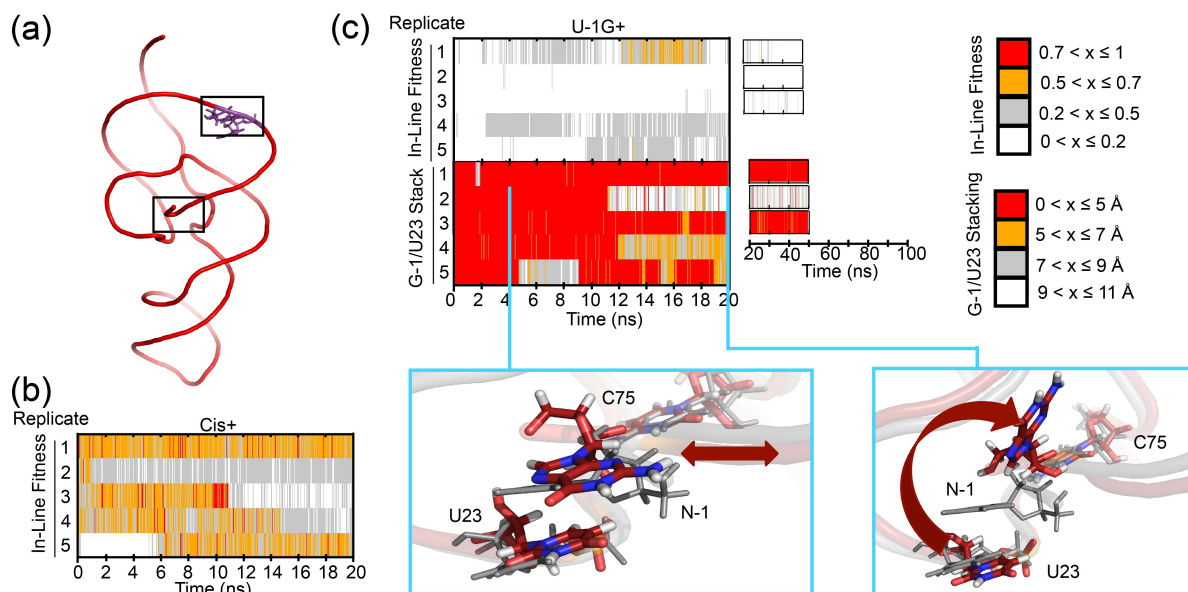 (a)
(b)
Replicate
Cis+
In-Line Fitness
1
2
3
4
5
0 2 4 6 8 10 12 14 16 18 20
Time (ns)
(c)
Replicate
U-1G+
In-Line Fitness
1
2
3
4
5
G-1/U23 Stack
1
2
3
4
5
0 2 4 6 8 10 12 14 16 18 20
Time (ns)
20 40 60 80 100
Time (ns)
In-Line Fitness
0.7 < x ≤ 1
0.5 < x ≤ 0.7
0.2 < x ≤ 0.5
0 < x ≤ 0.2
G-1/U23 Stacking
0 < x ≤ 5 Å
5 < x ≤ 7 Å
7 < x ≤ 9 Å
9 < x ≤ 11 Å
C75
N-1
U23
C75
N-1
U23